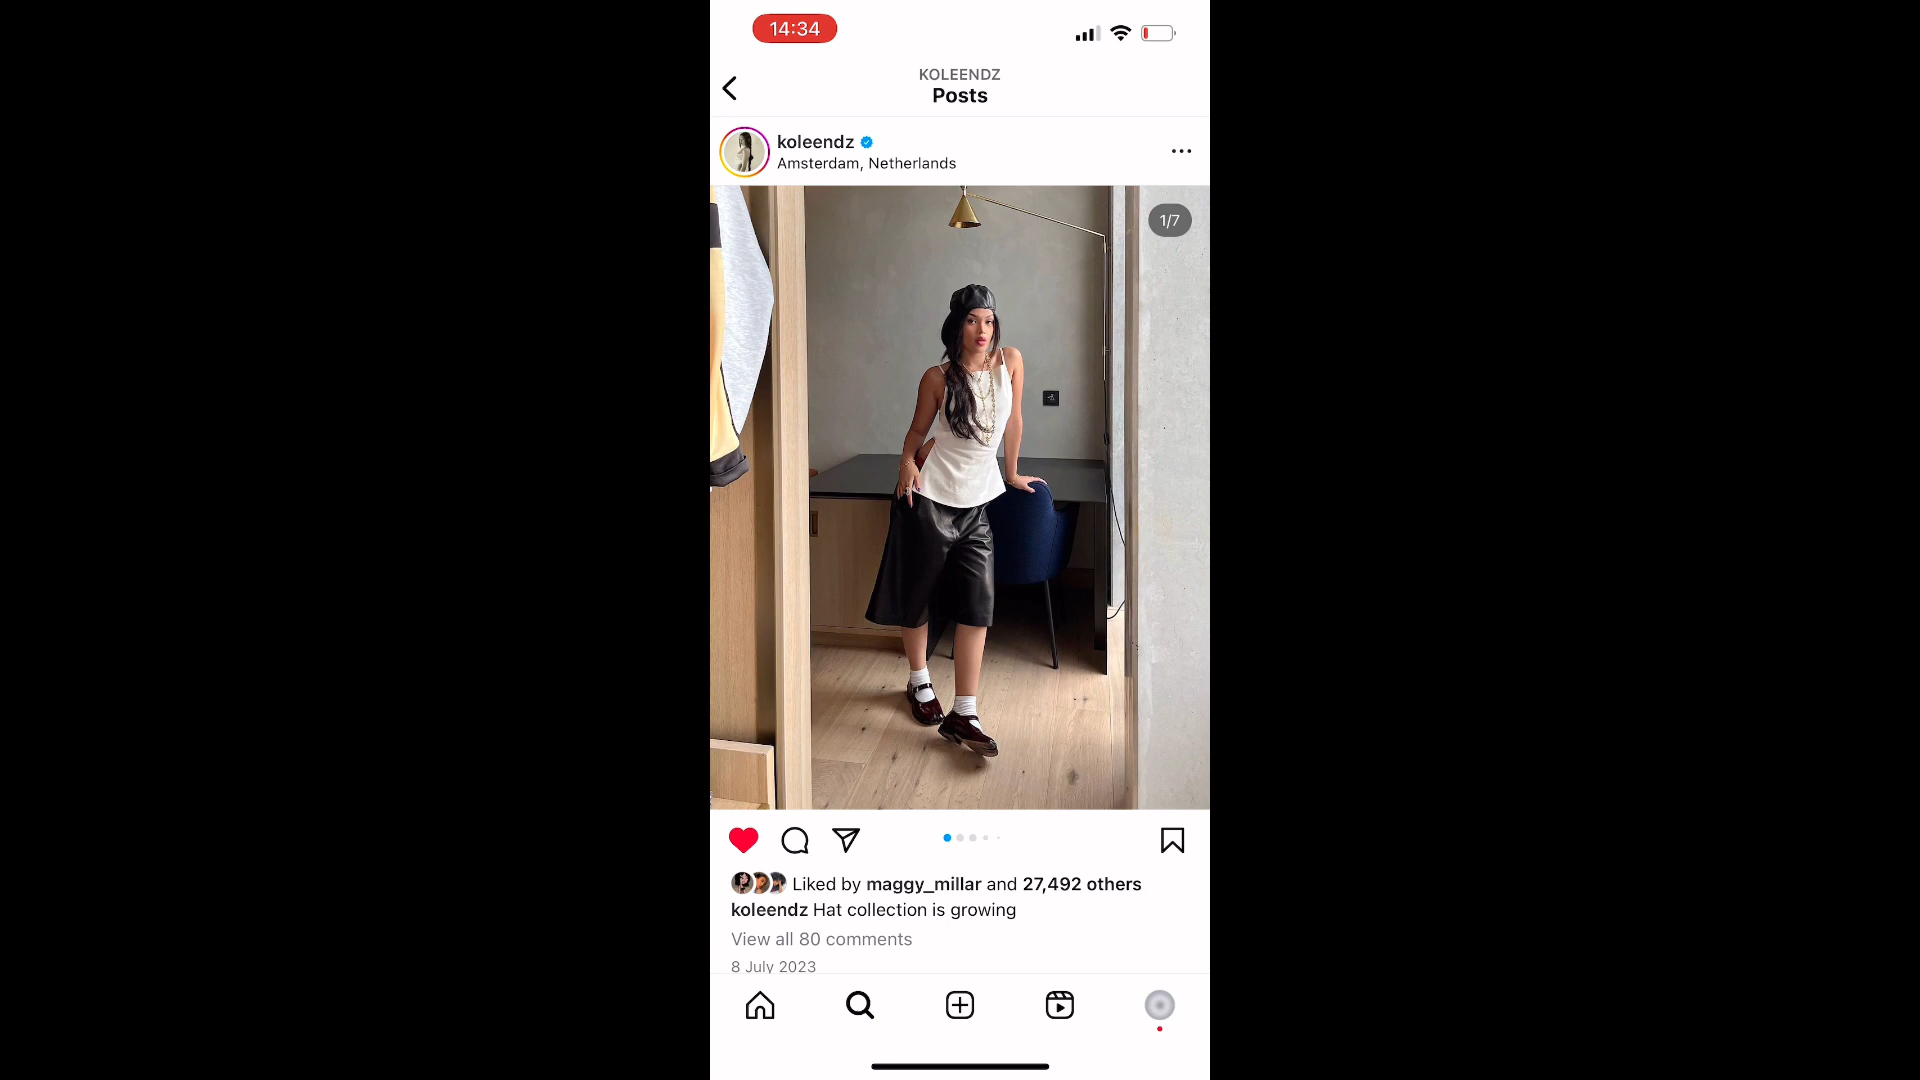 14:34
KOLEENDZ
Posts
koleendz
Amsterdam, Netherlands
1/7
Liked by maggy_millar and 27,492 others
koleendz Hat collection is growing
View all 80 comments
8 July 2023